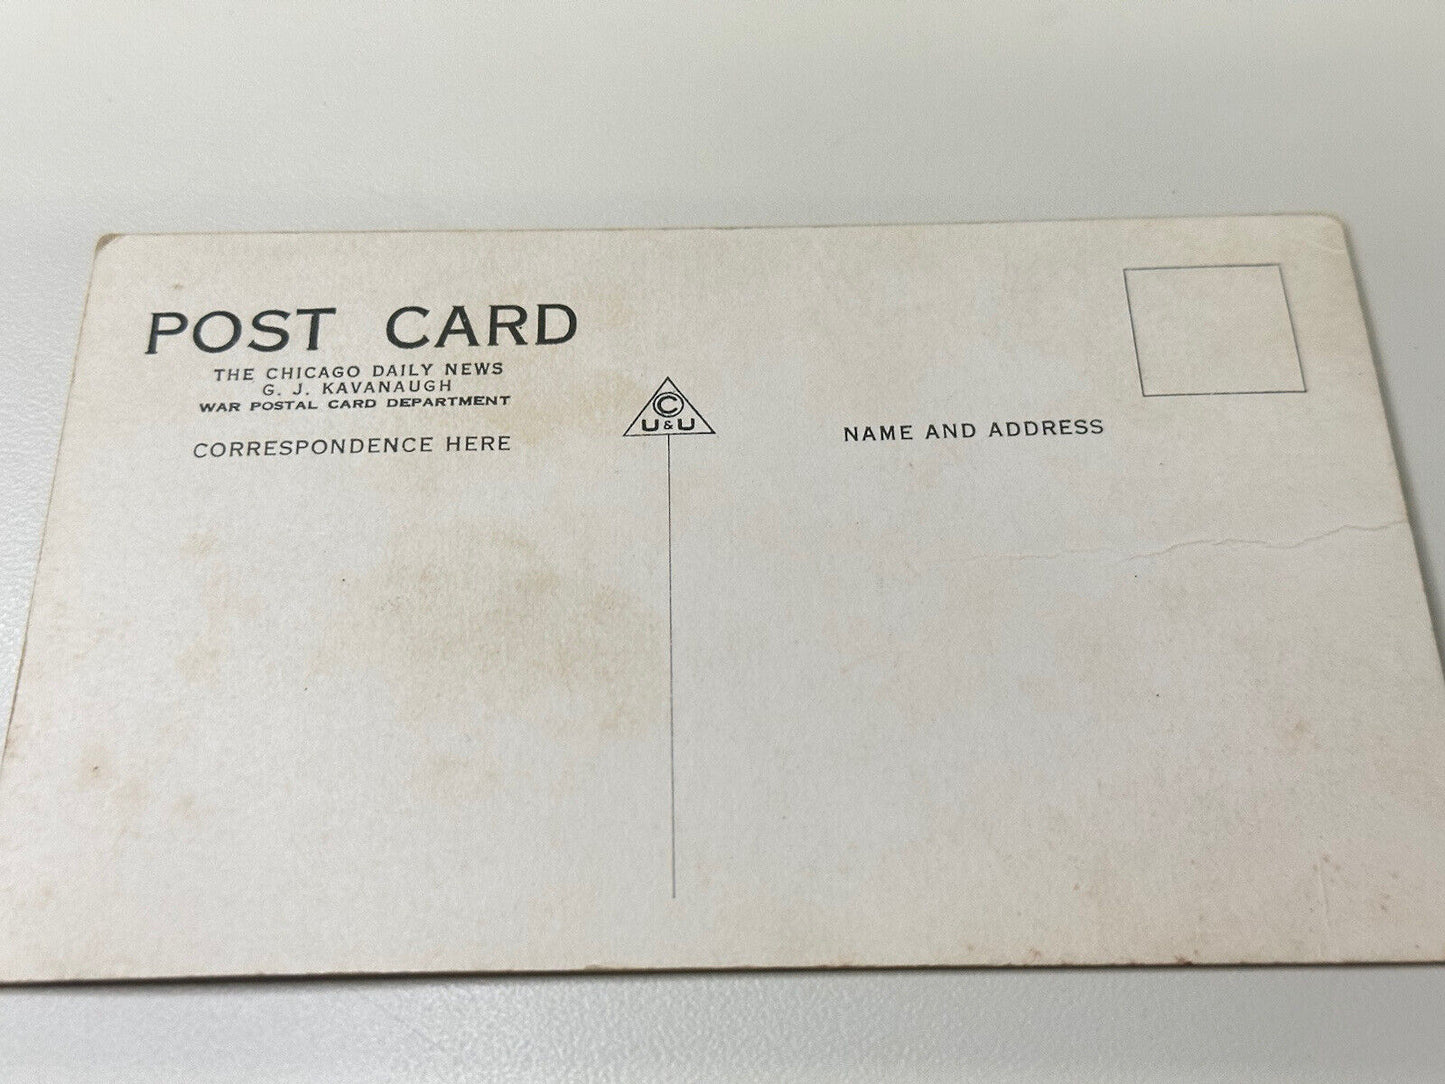 POST CARD
THE CHICAGO DAILY NEWS
G. J. KAVANAUGH
WAR POSTAL CARD DEPARTMENT
CORRESPONDENCE HERE
C
U & U
NAME AND ADDRESS